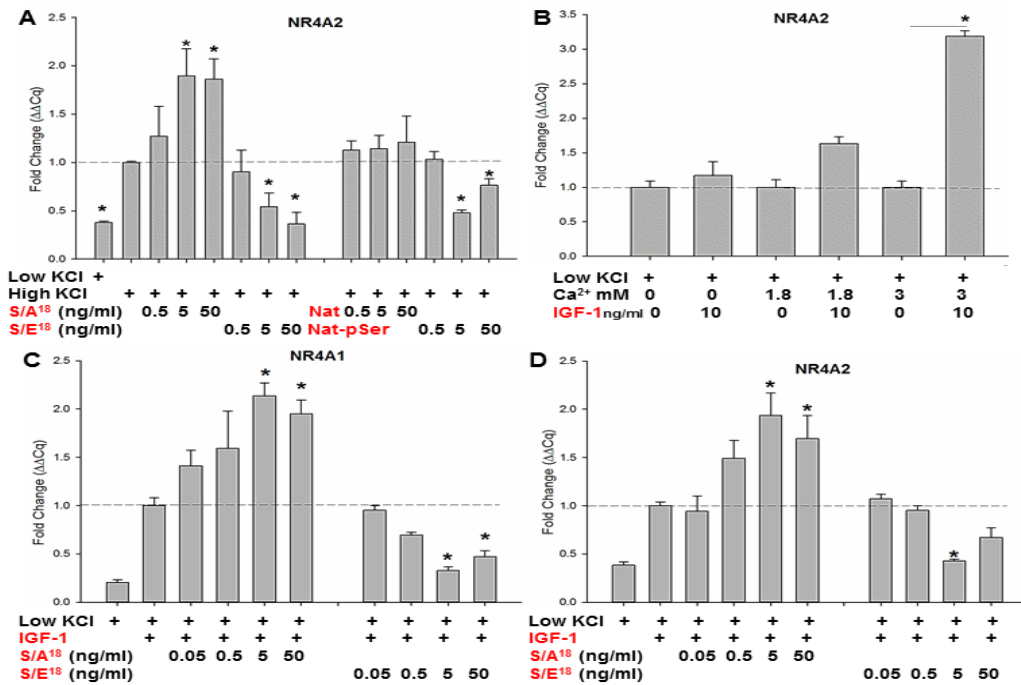 A
NR4A2
Fold Change (ΔΔCq)
2.5
2.0
1.5
1.0
0.5
0.0
* * * * * * * *
Low KCl +
High KCl + + + + + + + + + + + + +
S/A¹⁸ (ng/ml) 0.5 5 50 Nat 0.5 5 50
S/E¹⁸ (ng/ml) 0.5 5 50 Nat-pSer 0.5 5 50
B
NR4A2
Fold Change (ΔΔCq)
3.5
3.0
2.5
2.0
1.5
1.0
0.5
0.0
*
Low KCl + + + + + +
Ca²⁺ mM 0 0 1.8 1.8 3 3
IGF-1 ng/ml 0 10 0 10 0 10
C
NR4A1
Fold Change (ΔΔCq)
2.5
2.0
1.5
1.0
0.5
0.0
* * * *
Low KCl + + + + + + + + + +
IGF-1 + + + + + + + + +
S/A¹⁸ (ng/ml) 0.05 0.5 5 50
S/E¹⁸ (ng/ml) 0.05 0.5 5 50
D
NR4A2
Fold Change (ΔΔCq)
2.5
2.0
1.5
1.0
0.5
0.0
* * *
Low KCl + + + + + + + + + +
IGF-1 + + + + + + + + +
S/A¹⁸ (ng/ml) 0.05 0.5 5 50
S/E¹⁸ (ng/ml) 0.05 0.5 5 50